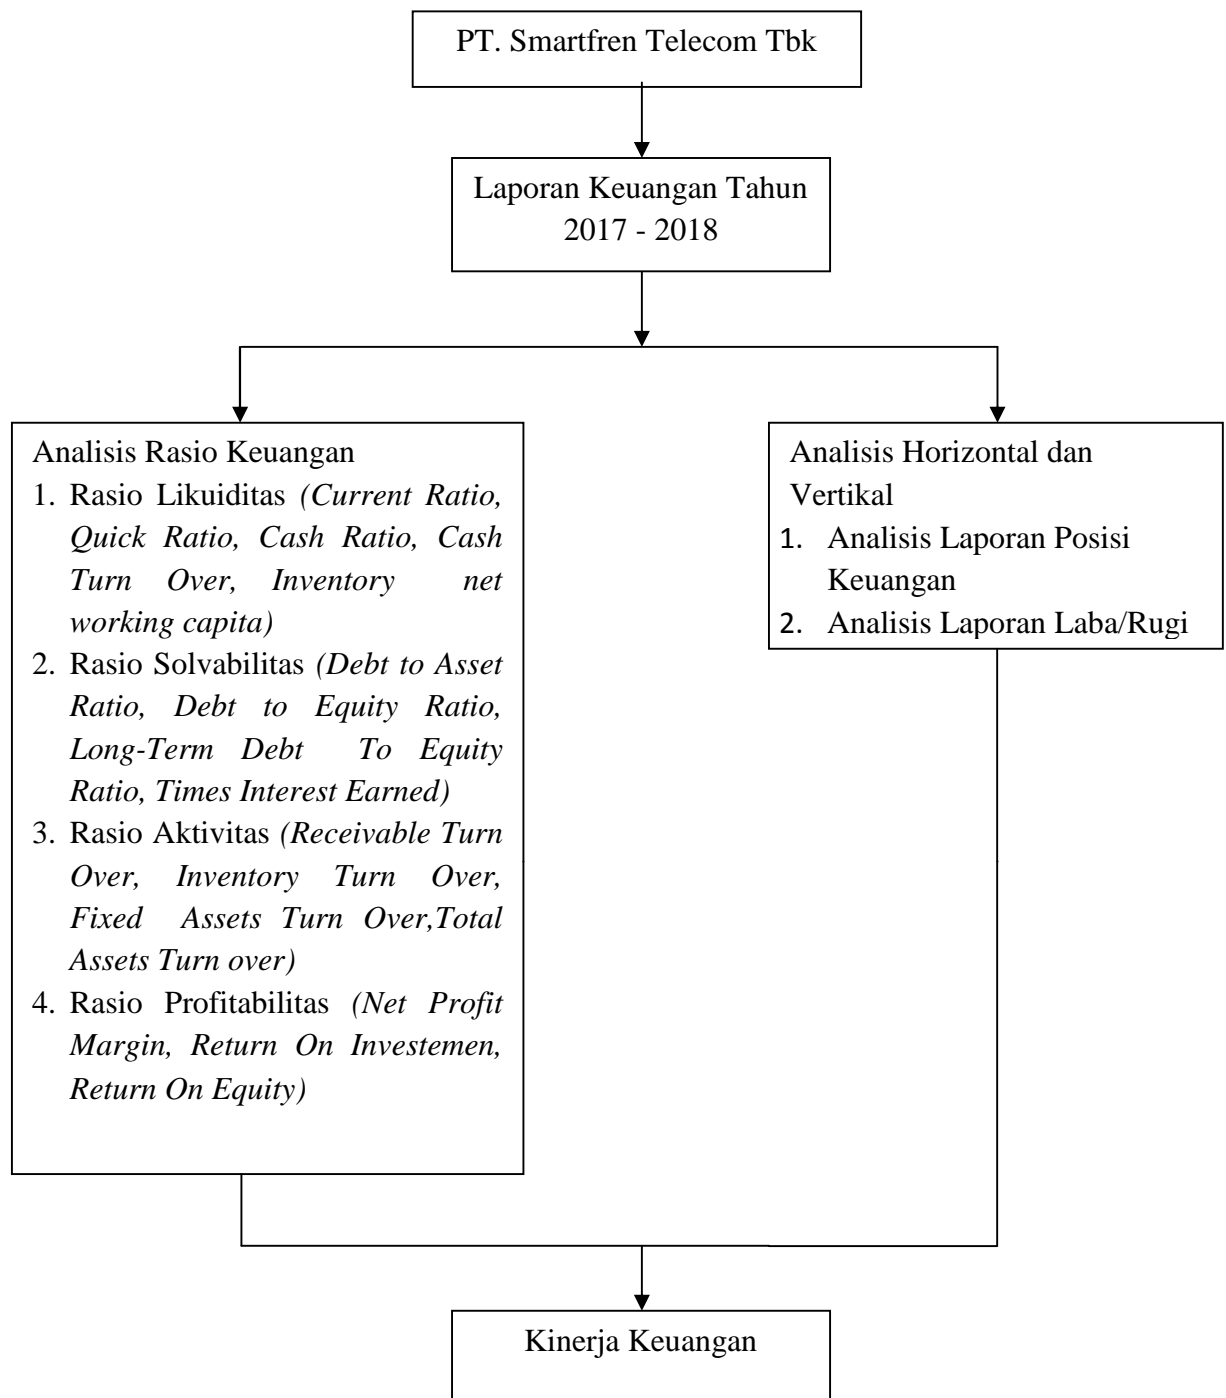 PT. Smartfren Telecom Tbk
Laporan Keuangan Tahun
2017 - 2018
Analisis Rasio Keuangan
1. Rasio Likuiditas (Current Ratio,
Quick Ratio, Cash Ratio, Cash
Turn Over, Inventory net
working capita)
2. Rasio Solvabilitas (Debt to Asset
Ratio, Debt to Equity Ratio,
Long-Term Debt To Equity
Ratio, Times Interest Earned)
3. Rasio Aktivitas (Receivable Turn
Over, Inventory Turn Over,
Fixed Assets Turn Over,Total
Assets Turn over)
4. Rasio Profitabilitas (Net Profit
Margin, Return On Investemen,
Return On Equity)
Analisis Horizontal dan
Vertikal
1. Analisis Laporan Posisi
Keuangan
2. Analisis Laporan Laba/Rugi
Kinerja Keuangan